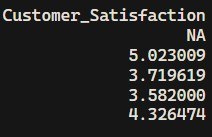 Customer_Satisfaction
NA
5.023009
3.719619
3.582000
4.326474